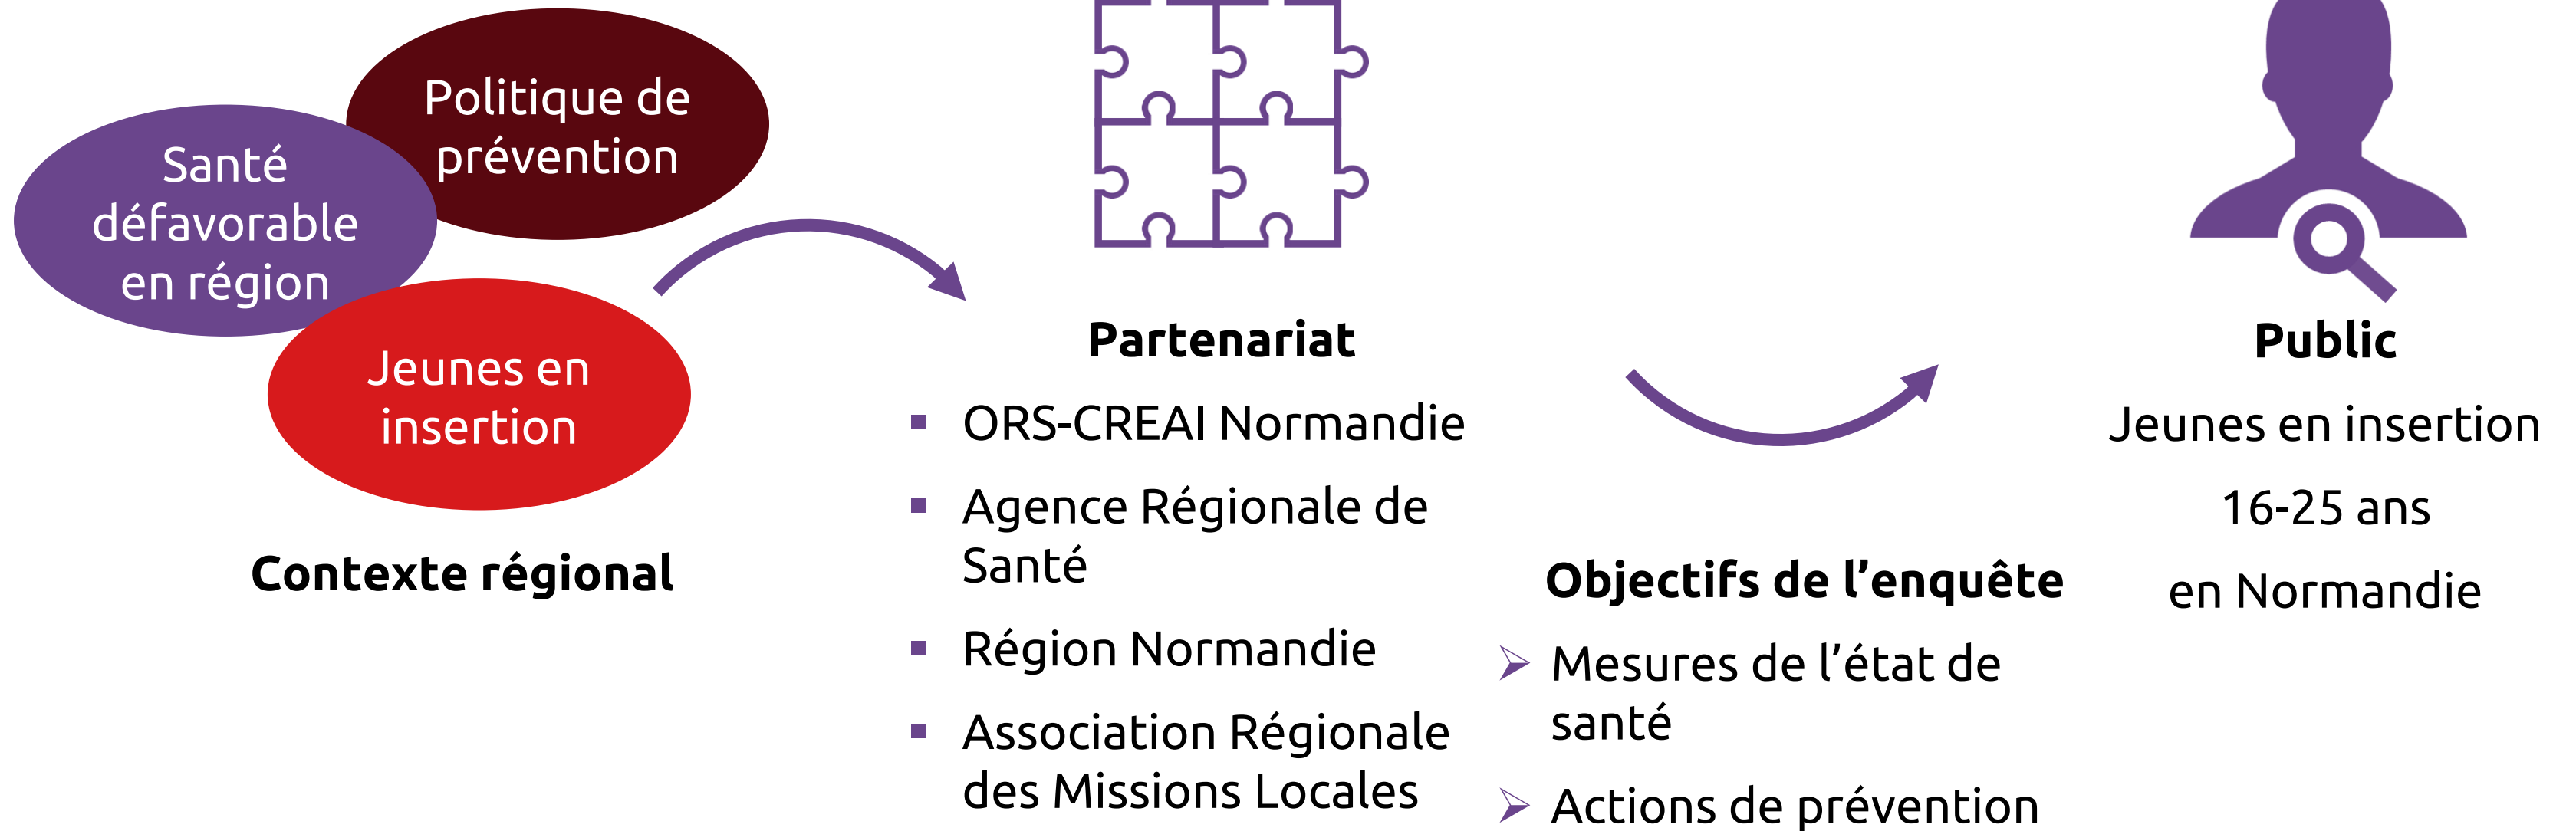 Politique de
prévention
Santé
défavorable
en région
Jeunes en
insertion
Contexte régional
Partenariat
ORS-CREAI Normandie
Agence Régionale de
Santé
Région Normandie
Association Régionale
des Missions Locales
Objectifs de l’enquête
Mesures de l’état de
santé
Actions de prévention
Public
Jeunes en insertion
16-25 ans
en Normandie